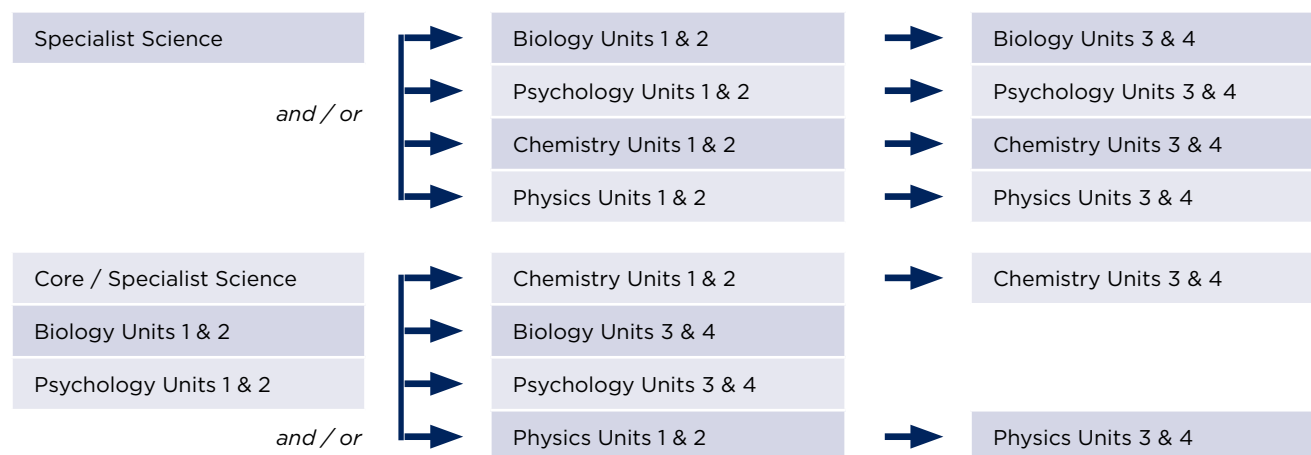 Specialist Science
Biology Units 1 & 2
Biology Units 3 & 4
and / or
Psychology Units 1 & 2
Psychology Units 3 & 4
Chemistry Units 1 & 2
Chemistry Units 3 & 4
Physics Units 1 & 2
Physics Units 3 & 4
Core / Specialist Science
Chemistry Units 1 & 2
Chemistry Units 3 & 4
Biology Units 1 & 2
Biology Units 3 & 4
Psychology Units 1 & 2
Psychology Units 3 & 4
and / or
Physics Units 1 & 2
Physics Units 3 & 4